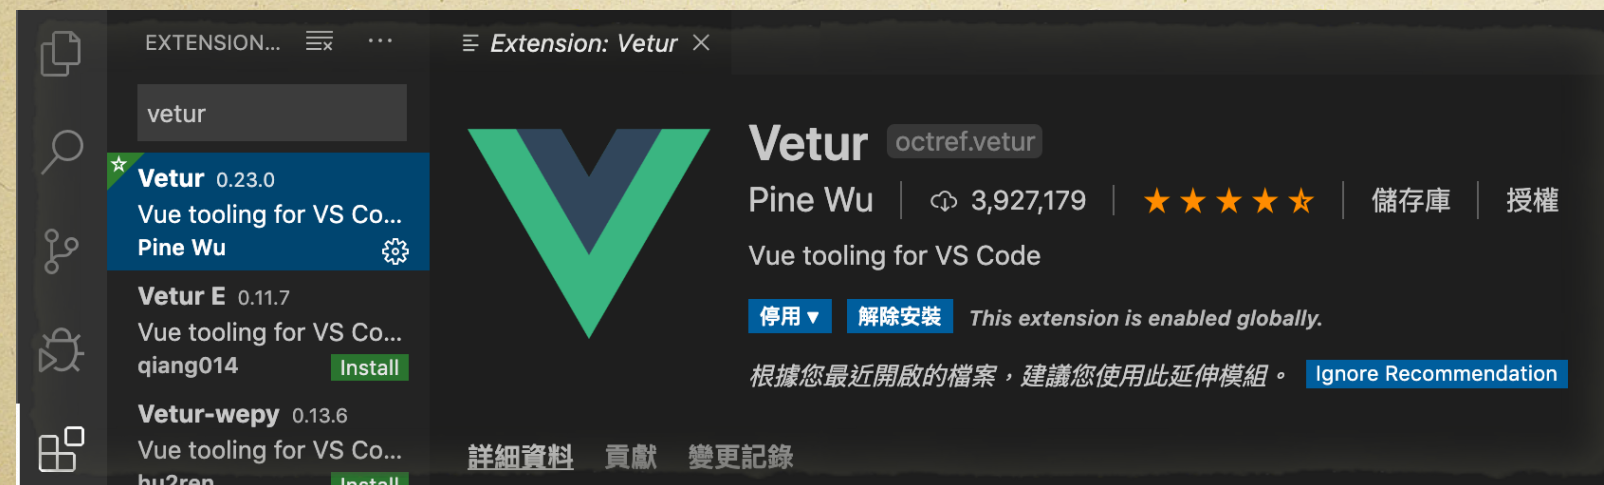 EXTENSION...
vetur
Vetur 0.23.0
Vue tooling for VS Co...
Pine Wu
Vetur E 0.11.7
Vue tooling for VS Co...
qiang014 Install
Vetur-wepy 0.13.6
Vue tooling for VS Co...
hu2ren Install
Extension: Vetur
Vetur octref.vetur
Pine Wu 3,927,179 儲存庫 授權
Vue tooling for VS Code
停用 解除安裝 This extension is enabled globally.
根據您最近開啟的檔案，建議您使用此延伸模組。 Ignore Recommendation
詳細資料 貢獻 變更記錄